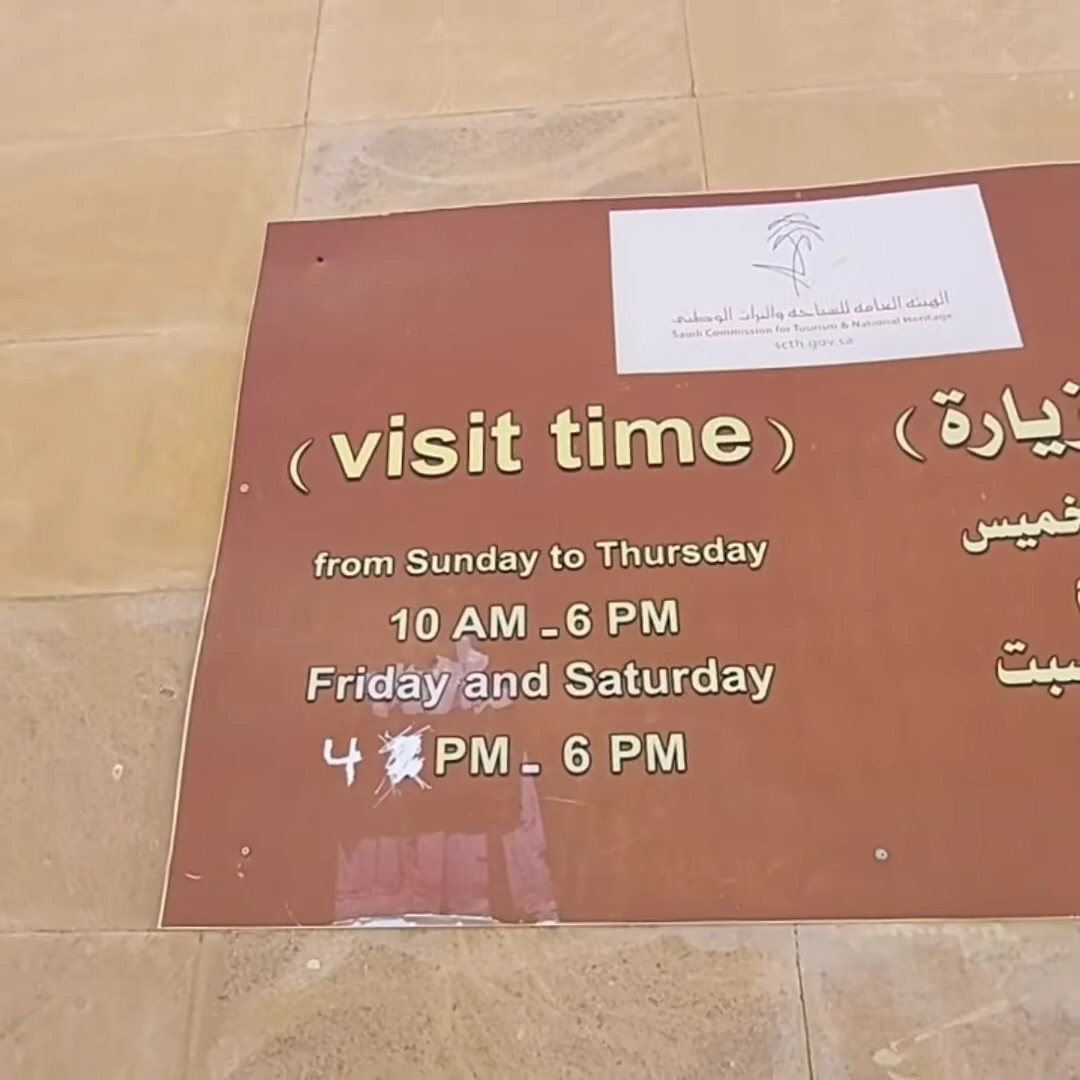 الهيئة العامة للسياحة والتراث الوطني
Saudi Commission for Tourism & National Heritage
scth.gov.sa
( visit time )
from Sunday to Thursday
10 AM - 6 PM
Friday and Saturday
4 PM - 6 PM